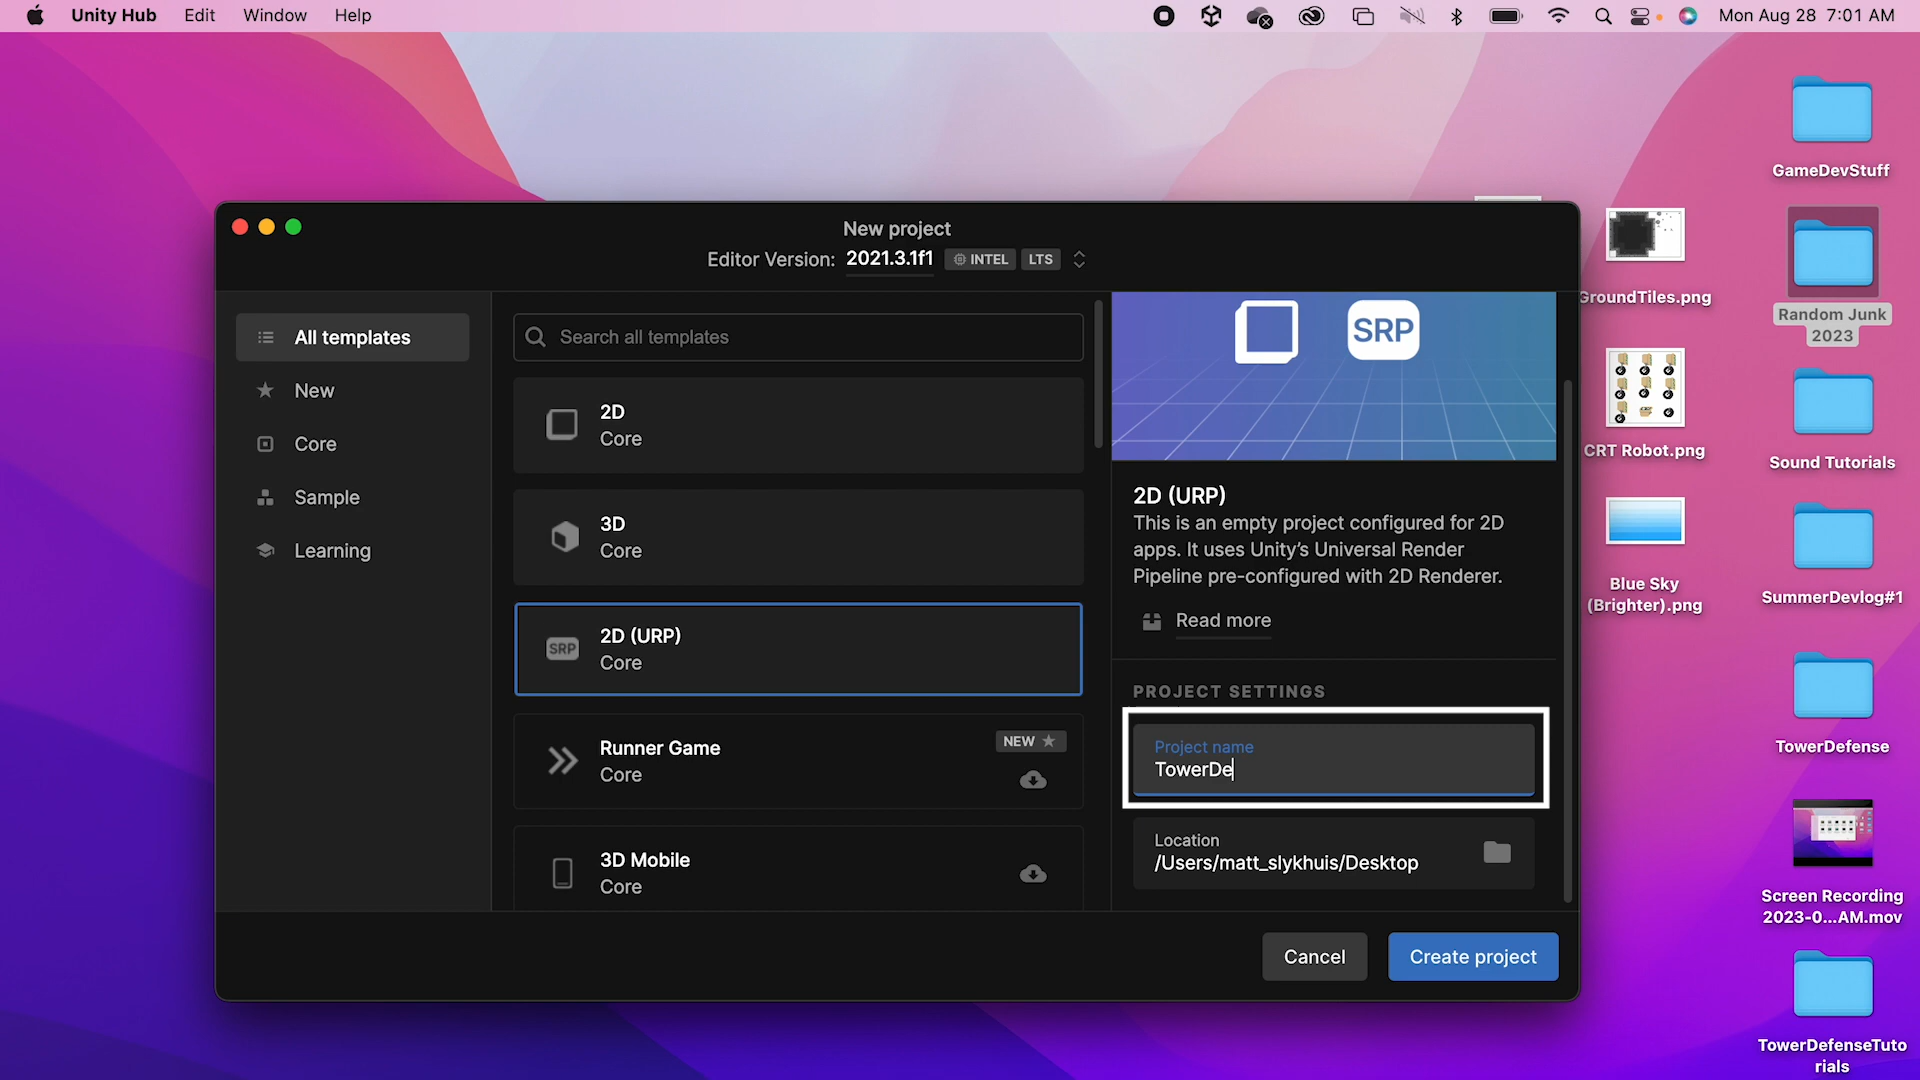 Unity Hub Edit Window Help
Mon Aug 28 7:01 AM
New project
Editor Version: 2021.3.1f1 INTEL LTS
All templates
New
Core
Sample
Learning
Search all templates
2D
Core
3D
Core
SRP
2D (URP)
Core
Runner Game
Core
NEW
3D Mobile
Core
SRP
2D (URP)
This is an empty project configured for 2D
apps. It uses Unity's Universal Render
Pipeline pre-configured with 2D Renderer.
Read more
PROJECT SETTINGS
Project name
TowerDe
Location
/Users/matt_slykhuis/Desktop
Cancel
Create project
GroundTiles.png
CRT Robot.png
Blue Sky
(Brighter).png
GameDevStuff
Random Junk
2023
Sound Tutorials
SummerDevlog#1
TowerDefense
Screen Recording
2023-0...AM.mov
TowerDefenseTuto
rials